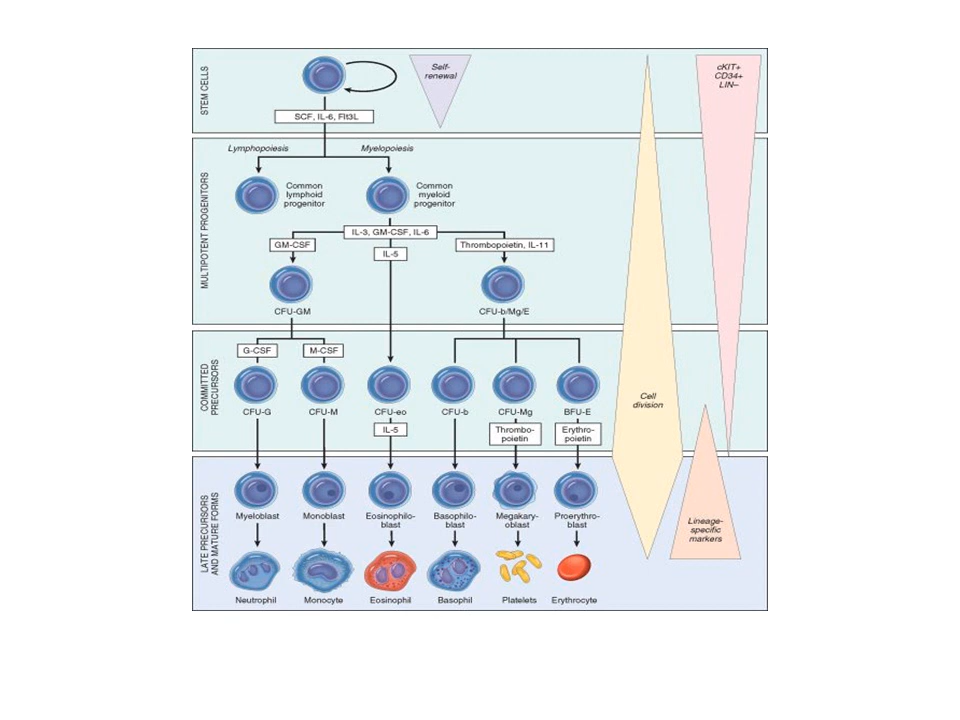 STEM CELLS
Self-
renewal
cKIT+
CD34+
LIN–
SCF, IL-6, Flt3L
MULTIPOTENT PROGENITORS
Lymphopoiesis
Myelopoiesis
Common
lymphoid
progenitor
Common
myeloid
progenitor
IL-3, GM-CSF, IL-6
GM-CSF
IL-5
Thrombopoietin, IL-11
CFU-GM
CFU-b/Mg/E
COMMITTED
PRECURSORS
G-CSF
M-CSF
CFU-G
CFU-M
CFU-eo
CFU-b
CFU-Mg
BFU-E
IL-5
Thrombo-
poietin
Erythro-
poietin
Cell
division
LATE PRECURSORS
AND MATURE FORMS
Myeloblast
Monoblast
Eosinophilo-
blast
Basophilo-
blast
Megakary-
oblast
Proerythro-
blast
Lineage-
specific
markers
Neutrophil
Monocyte
Eosinophil
Basophil
Platelets
Erythrocyte